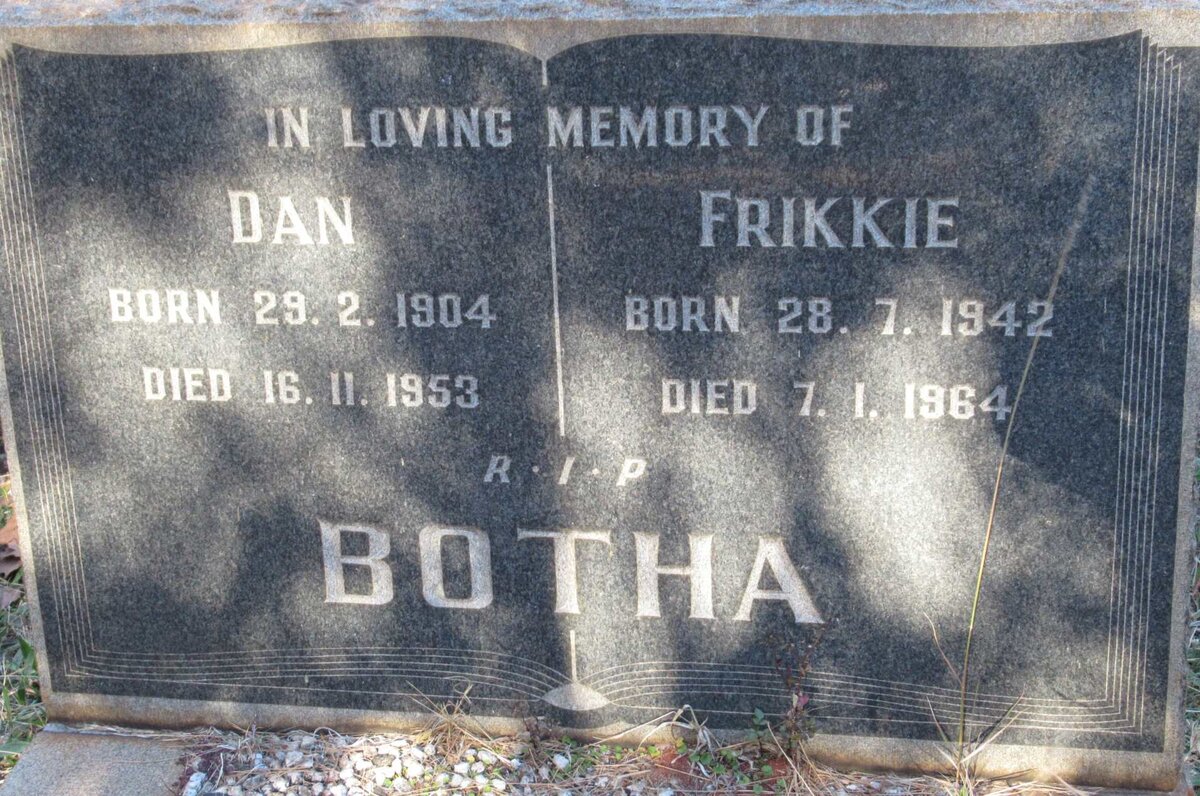 IN LOVING MEMORY OF
DAN
BORN 29. 2. 1904
DIED 16. 11. 1953
FRIKKIE
BORN 28. 7. 1942
DIED 7. 1. 1964
R·I·P
BOTHA